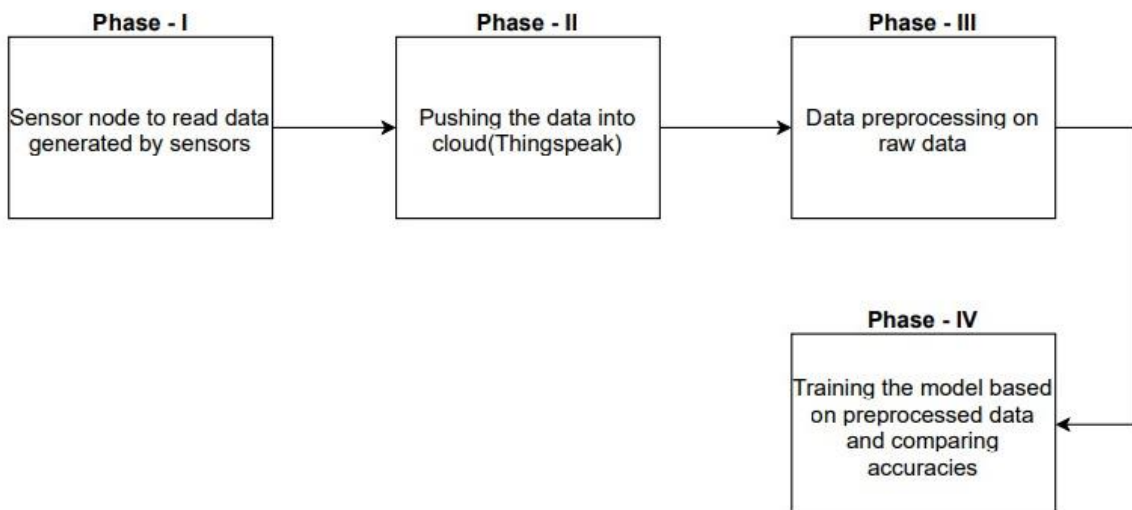 Phase - I
Sensor node to read data
generated by sensors
Phase - II
Pushing the data into
cloud(Thingspeak)
Phase - III
Data preprocessing on
raw data
Phase - IV
Training the model based
on preprocessed data
and comparing
accuracies